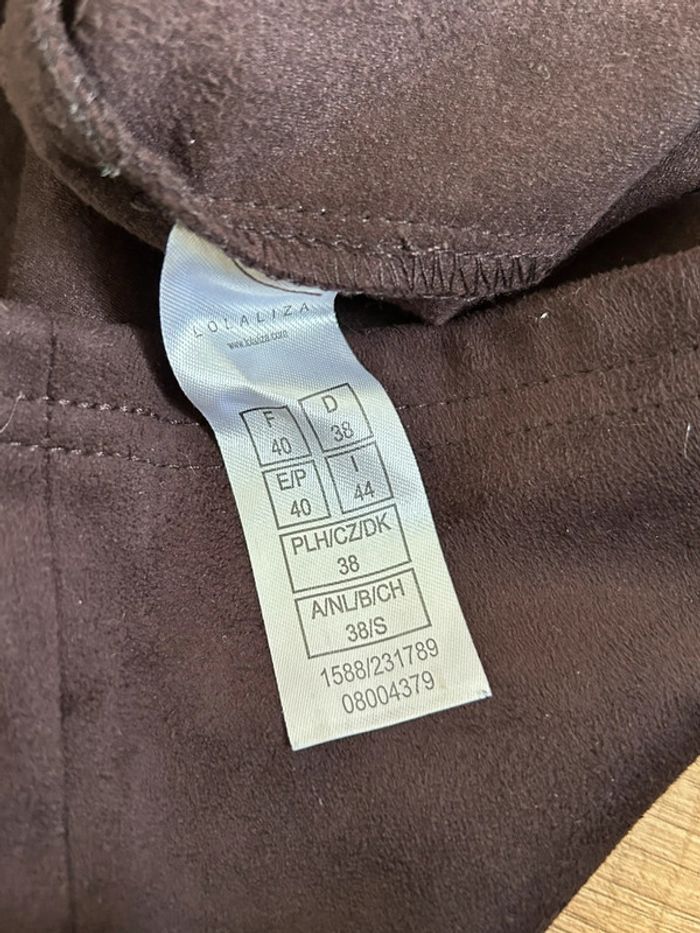 LOLALIZA
www.lolaliza.com
F D
40 38
E/P I
40 44
PLH/CZ/DK
38
A/NL/B/CH
38/S
1588/231789
08004379